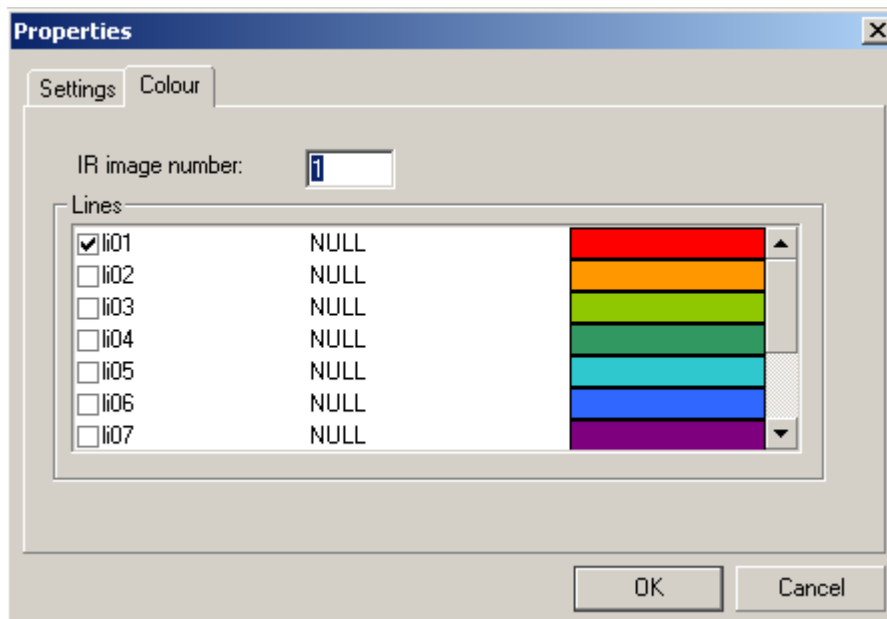 Properties
Settings Colour
IR image number: 1
Lines
li01 NULL
li02 NULL
li03 NULL
li04 NULL
li05 NULL
li06 NULL
li07 NULL
OK Cancel